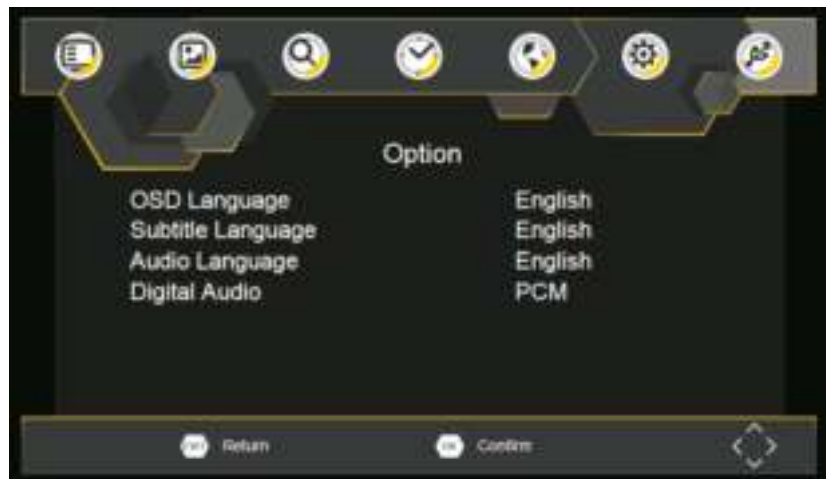 Option
OSD Language English
Subtitle Language English
Audio Language English
Digital Audio PCM
Return Confirm